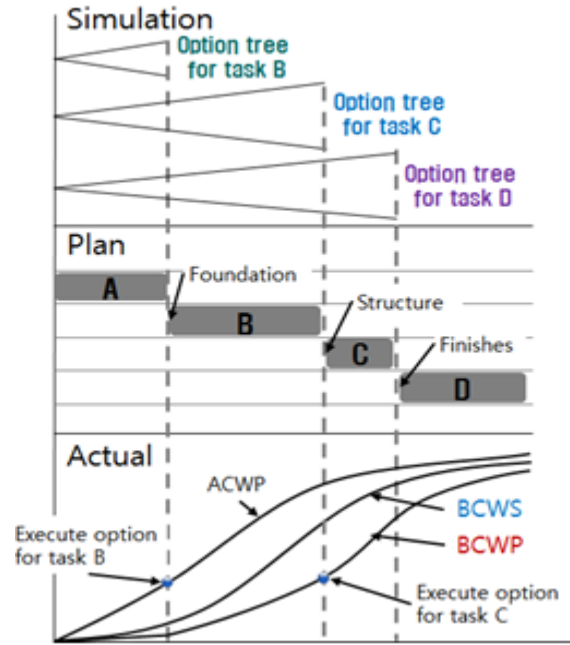 Simulation
Option tree
for task B
Option tree
for task C
Option tree
for task D
Plan
A
Foundation
B
Structure
C
Finishes
D
Actual
ACWP
BCWS
BCWP
Execute option
for task B
Execute option
for task C